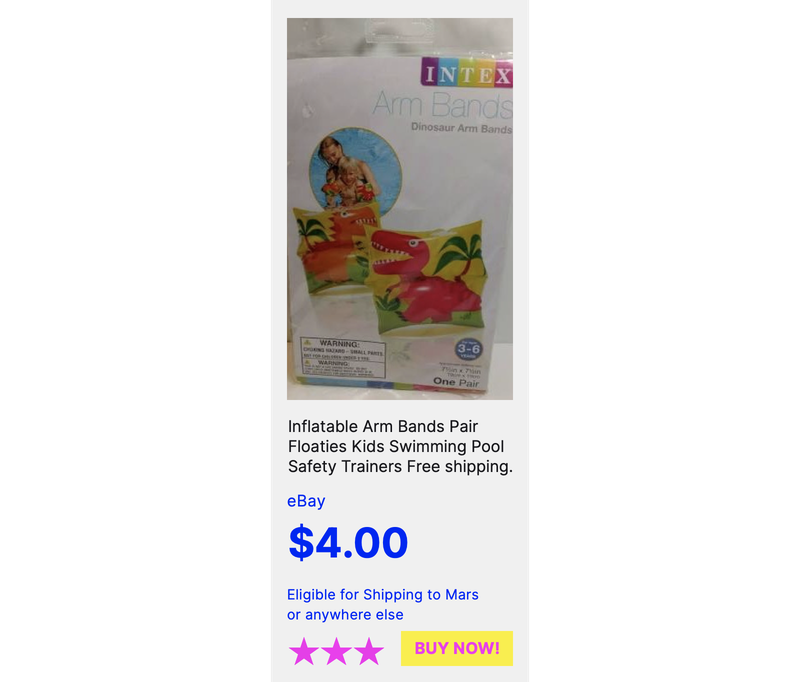 INTEX
Arm Bands
Dinosaur Arm Bands
WARNING:
CHOKING HAZARD - SMALL PARTS
NOT FOR CHILDREN UNDER 3 YRS
WARNING:
3-6
YEARS
One Pair
Inflatable Arm Bands Pair
Floaties Kids Swimming Pool
Safety Trainers Free shipping.
eBay
$4.00
Eligible for Shipping to Mars
or anywhere else
BUY NOW!